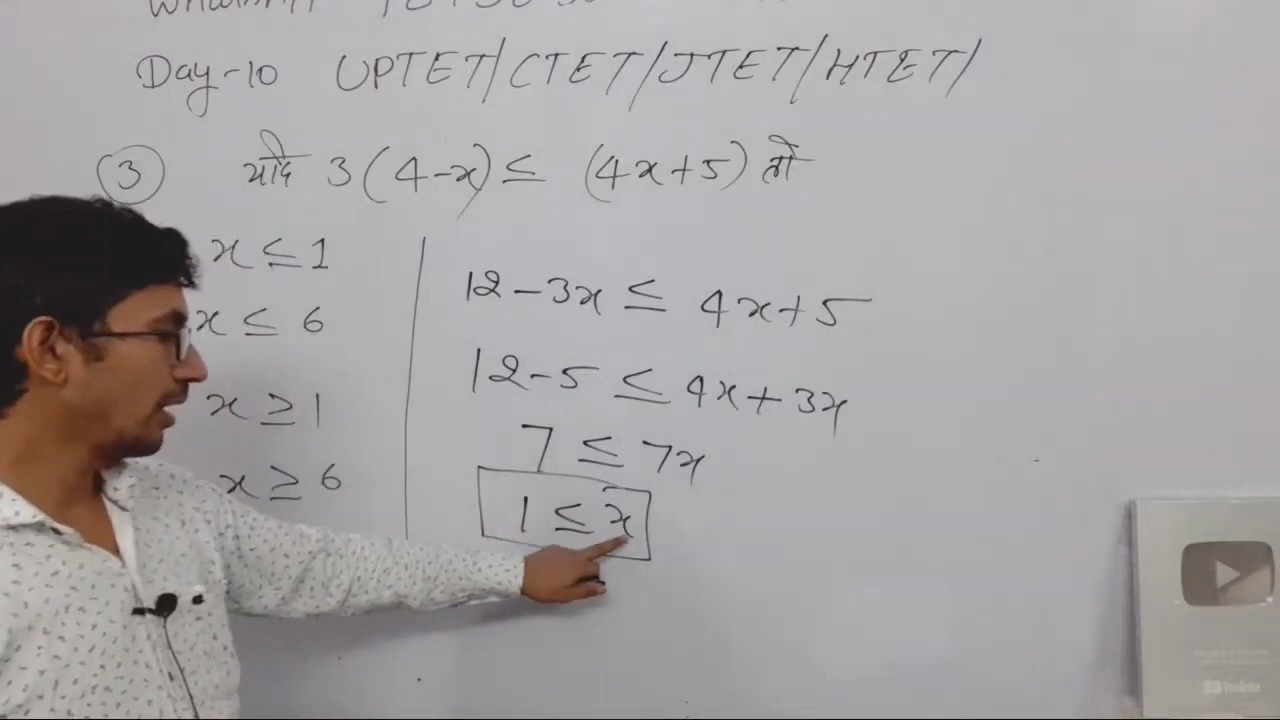 Day-10 UPTET/CTET/JTET/HTET/
③ यदि 3(4-x) ≤ (4x+5) तो
x ≤ 1
x ≤ 6
x ≥ 1
x ≥ 6
12-3x ≤ 4x+5
12-5 ≤ 4x+3x
7 ≤ 7x
1 ≤ x
YouTube